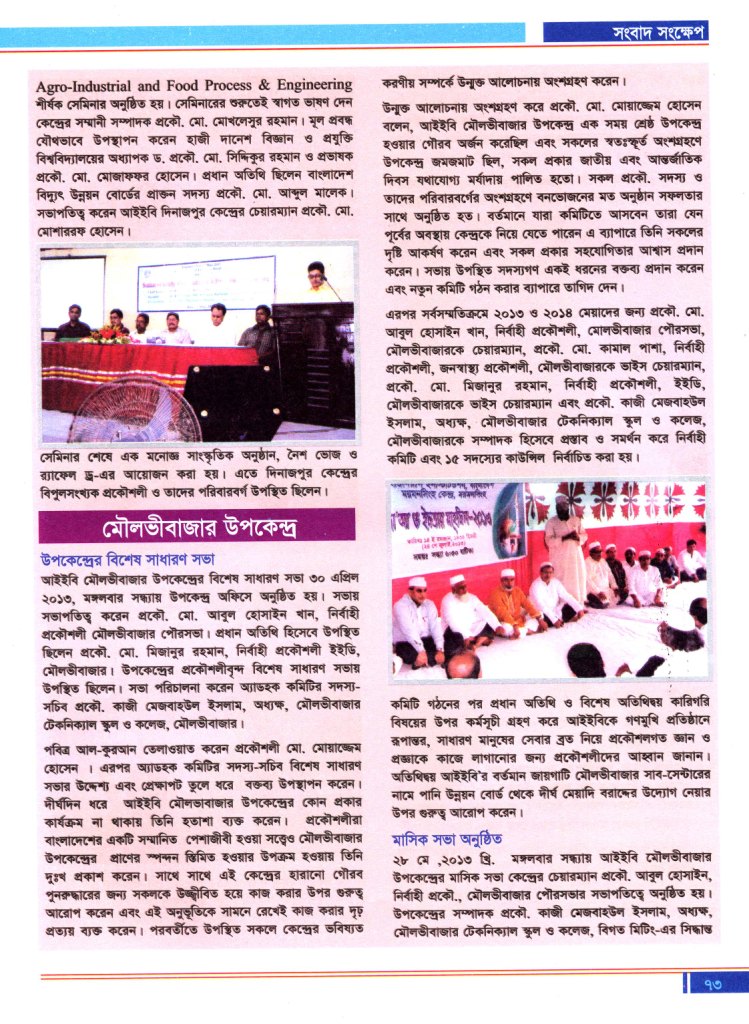 সংবাদ সংক্ষেপ
Agro-Industrial and Food Process & Engineering
শীর্ষক সেমিনার অনুষ্ঠিত হয়। সেমিনারের শুরুতেই স্বাগত ভাষণ দেন
কেন্দ্রের সম্মানী সম্পাদক প্রকৌ. মো. মোখলেসুর রহমান। মূল প্রবন্ধ
যৌথভাবে উপস্থাপন করেন হাজী দানেশ বিজ্ঞান ও প্রযুক্তি
বিশ্ববিদ্যালয়ের অধ্যাপক ড. প্রকৌ. মো. সিদ্দিকুর রহমান ও প্রভাষক
প্রকৌ. মো. মোজাফফর হোসেন। প্রধান অতিথি ছিলেন বাংলাদেশ
বিদ্যুৎ উন্নয়ন বোর্ডের প্রাক্তন সদস্য প্রকৌ. মো. আব্দুল মালেক।
সভাপতিত্ব করেন আইইবি দিনাজপুর কেন্দ্রের চেয়ারম্যান প্রকৌ. মো.
মোশাররফ হোসেন।
সেমিনার শেষে এক মনোজ্ঞ সাংস্কৃতিক অনুষ্ঠান, নৈশ ভোজ ও
র‍্যাফেল ড্র-এর আয়োজন করা হয়। এতে দিনাজপুর কেন্দ্রের
বিপুলসংখ্যক প্রকৌশলী ও তাদের পরিবারবর্গ উপস্থিত ছিলেন।
মৌলভীবাজার উপকেন্দ্র
উপকেন্দ্রের বিশেষ সাধারণ সভা
আইইবি মৌলভীবাজার উপকেন্দ্রের বিশেষ সাধারণ সভা ৩০ এপ্রিল
২০১৩, মঙ্গলবার সন্ধ্যায় উপকেন্দ্র অফিসে অনুষ্ঠিত হয়। সভায়
সভাপতিত্ব করেন প্রকৌ. মো. আবুল হোসাইন খান, নির্বাহী
প্রকৌশলী মৌলভীবাজার পৌরসভা। প্রধান অতিথি হিসেবে উপস্থিত
ছিলেন প্রকৌ. মো. মিজানুর রহমান, নির্বাহী প্রকৌশলী ইইডি,
মৌলভীবাজার। উপকেন্দ্রের প্রকৌশলীবৃন্দ বিশেষ সাধারণ সভায়
উপস্থিত ছিলেন। সভা পরিচালনা করেন অ্যাডহক কমিটির সদস্য-
সচিব প্রকৌ. কাজী মেজবাহউল ইসলাম, অধ্যক্ষ, মৌলভীবাজার
টেকনিক্যাল স্কুল ও কলেজ, মৌলভীবাজার।
পবিত্র আল-কুরআন তেলাওয়াত করেন প্রকৌশলী মো. মোয়াজ্জেম
হোসেন । এরপর অ্যাডহক কমিটির সদস্য-সচিব বিশেষ সাধারণ
সভার উদ্দেশ্য এবং প্রেক্ষাপট তুলে ধরে বক্তব্য উপস্থাপন করেন।
দীর্ঘদিন ধরে আইইবি মৌলভাবাজার উপকেন্দ্রের কোন প্রকার
কার্যক্রম না থাকায় তিনি হতাশা ব্যক্ত করেন। প্রকৌশলীরা
বাংলাদেশের একটি সম্মানিত পেশাজীবী হওয়া সত্ত্বেও মৌলভীবাজার
উপকেন্দ্রের প্রাণের স্পন্দন স্তিমিত হওয়ার উপক্রম হওয়ায় তিনি
দুঃখ প্রকাশ করেন। সাথে সাথে এই কেন্দ্রের হারানো গৌরব
পুনরুদ্ধারের জন্য সকলকে উজ্জ্বীবিত হয়ে কাজ করার উপর গুরুত্ব
আরোপ করেন এবং এই অনুভূতিকে সামনে রেখেই কাজ করার দৃঢ়
প্রত্যয় ব্যক্ত করেন। পরবর্তীতে উপস্থিত সকলে কেন্দ্রের ভবিষ্যত
করণীয় সম্পর্কে উন্মুক্ত আলোচনায় অংশগ্রহণ করেন।
উন্মুক্ত আলোচনায় অংশগ্রহণ করে প্রকৌ. মো. মোয়াজ্জেম হোসেন
বলেন, আইইবি মৌলভীবাজার উপকেন্দ্র এক সময় শ্রেষ্ঠ উপকেন্দ্র
হওয়ার গৌরব অর্জন করেছিল এবং সকলের স্বতঃস্ফূর্ত অংশগ্রহণে
উপকেন্দ্র জমজমাট ছিল, সকল প্রকার জাতীয় এবং আন্তর্জাতিক
দিবস যথাযোগ্য মর্যাদায় পালিত হতো। সকল প্রকৌ. সদস্য ও
তাদের পরিবারবর্গের অংশগ্রহণে বনভোজনের মত অনুষ্ঠান সফলতার
সাথে অনুষ্ঠিত হত। বর্তমানে যারা কমিটিতে আসবেন তারা যেন
পূর্বের অবস্থায় কেন্দ্রকে নিয়ে যেতে পারেন এ ব্যাপারে তিনি সকলের
দৃষ্টি আকর্ষণ করেন এবং সকল প্রকার সহযোগিতার আশ্বাস প্রদান
করেন। সভায় উপস্থিত সদস্যগণ একই ধরনের বক্তব্য প্রদান করেন
এবং নতুন কমিটি গঠন করার ব্যাপারে তাগিদ দেন।
এরপর সর্বসম্মতিক্রমে ২০১৩ ও ২০১৪ মেয়াদের জন্য প্রকৌ. মো.
আবুল হোসাইন খান, নির্বাহী প্রকৌশলী, মোলভীবাজার পৌরসভা,
মৌলভীবাজারকে চেয়ারম্যান, প্রকৌ. মো. কামাল পাশা, নির্বাহী
প্রকৌশলী, জনস্বাস্থ্য প্রকৌশলী, মৌলভীবাজারকে ভাইস চেয়ারম্যান,
প্রকৌ. মো. মিজানুর রহমান, নির্বাহী প্রকৌশলী, ইইডি,
মৌলভীবাজারকে ভাইস চেয়ারম্যান এবং প্রকৌ. কাজী মেজবাহউল
ইসলাম, অধ্যক্ষ, মৌলভীবাজার টেকনিক্যাল স্কুল ও কলেজ,
মৌলভীবাজারকে সম্পাদক হিসেবে প্রস্তাব ও সমর্থন করে নির্বাহী
কমিটি এবং ১৫ সদস্যের কাউন্সিল নির্বাচিত করা হয়।
ময়মনসিংহ কেন্দ্র, ময়মনসিংহ
ও ইফতার মাহফিল-২০১৩
সময়ঃ সন্ধ্যা ৬:৩০ ঘটিকা
কমিটি গঠনের পর প্রধান অতিথি ও বিশেষ অতিথিদ্বয় কারিগরি
বিষয়ের উপর কর্মসূচী গ্রহণ করে আইইবিকে গণমুখি প্রতিষ্ঠানে
রূপান্তর, সাধারণ মানুষের সেবার ব্রত নিয়ে প্রকৌশলগত জ্ঞান ও
প্রজ্ঞাকে কাজে লাগানোর জন্য প্রকৌশলীদের আহ্বান জানান।
অতিথিদ্বয় আইইবি'র বর্তমান জায়গাটি মৌলভীবাজার সাব-সেন্টারের
নামে পানি উন্নয়ন বোর্ড থেকে দীর্ঘ মেয়াদি বরাদ্দের উদ্যোগ নেয়ার
উপর গুরুত্ব আরোপ করেন।
মাসিক সভা অনুষ্ঠিত
২৮ মে ,২০১৩ খ্রি. মঙ্গলবার সন্ধ্যায় আইইবি মৌলভীবাজার
উপকেন্দ্রের মাসিক সভা কেন্দ্রের চেয়ারম্যান প্রকৌ. আবুল হোসাইন,
নির্বাহী প্রকৌ., মৌলভীবাজার পৌরসভার সভাপতিত্বে অনুষ্ঠিত হয়।
উপকেন্দ্রের সম্পাদক প্রকৌ. কাজী মেজবাহউল ইসলাম, অধ্যক্ষ,
মৌলভীবাজার টেকনিক্যাল স্কুল ও কলেজ, বিগত মিটিং-এর সিদ্ধান্ত
৭৩